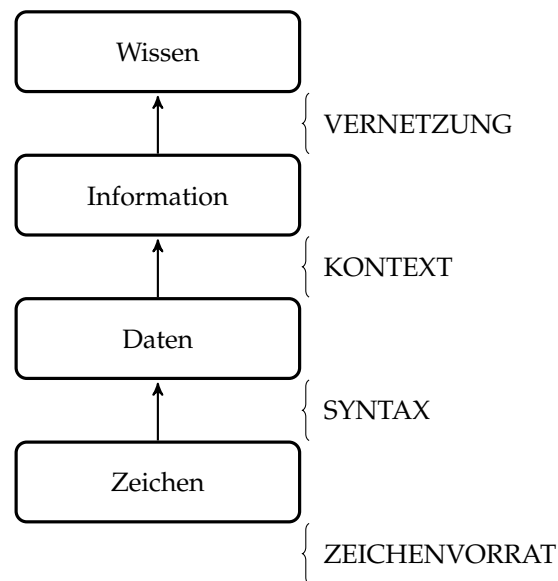 Wissen
VERNETZUNG
Information
KONTEXT
Daten
SYNTAX
Zeichen
ZEICHENVORRAT